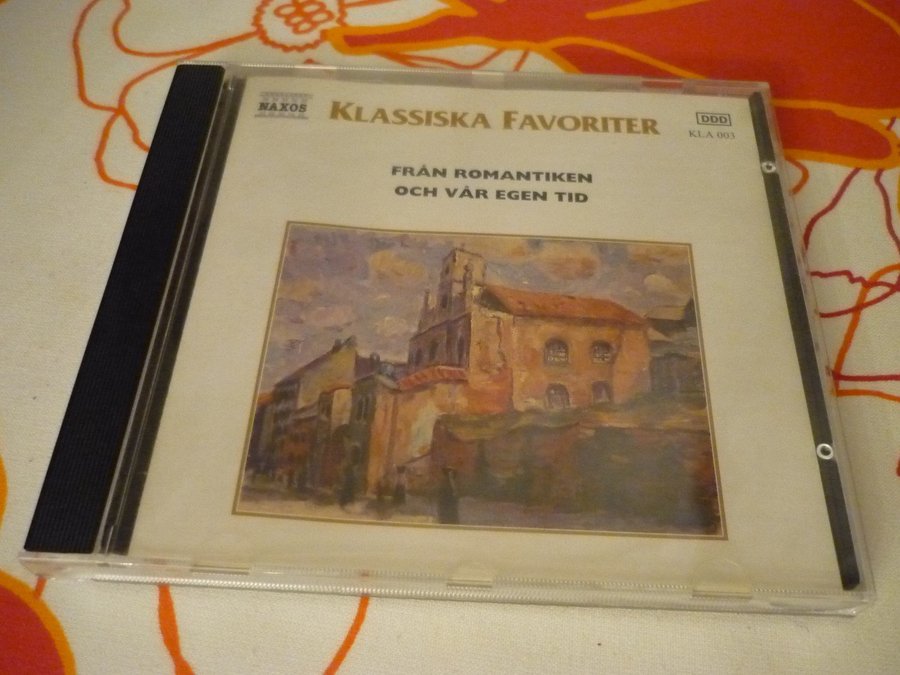 NAXOS
KLASSISKA FAVORITER
DDD
KLA 003
FRÅN ROMANTIKEN
OCH VÅR EGEN TID